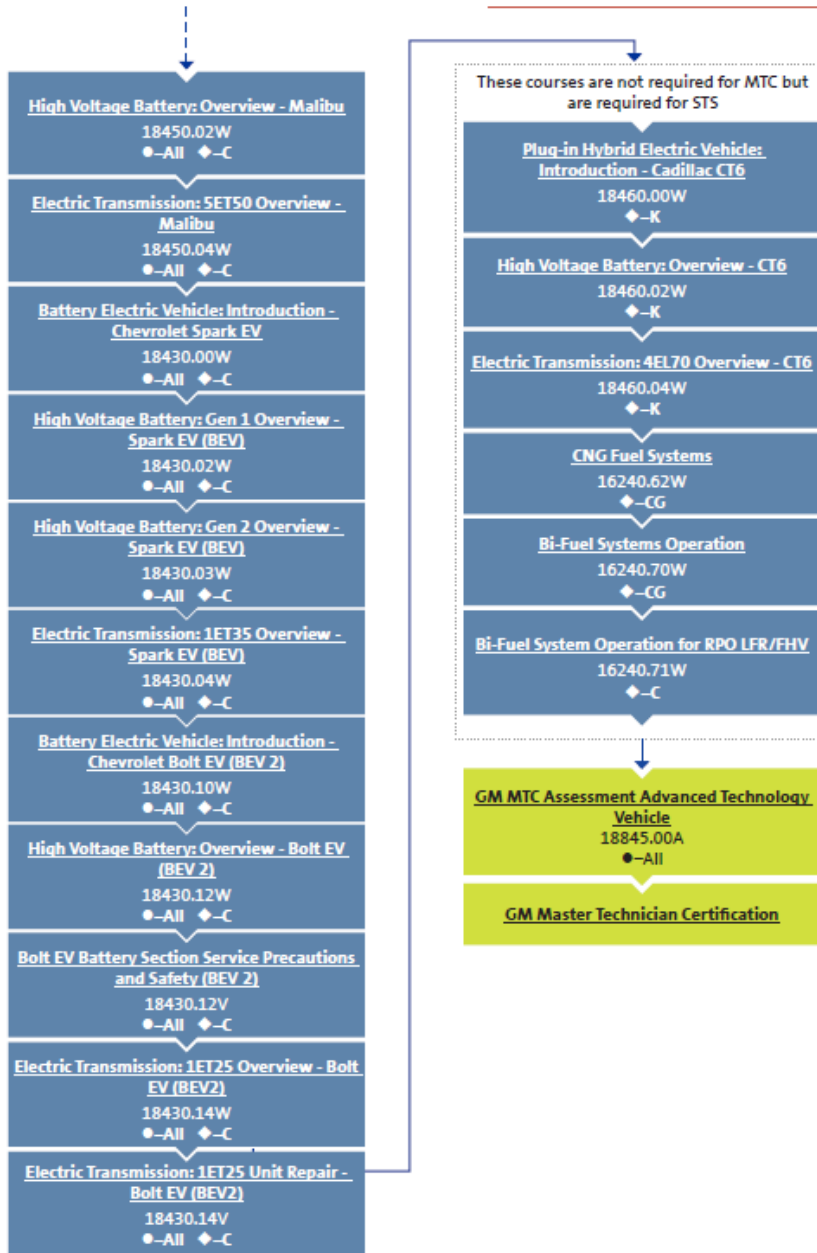 High Voltage Battery: Overview - Malibu
18450.02W
●–All ◆–C
Electric Transmission: 5ET50 Overview -
Malibu
18450.04W
●–All ◆–C
Battery Electric Vehicle: Introduction -
Chevrolet Spark EV
18430.00W
●–All ◆–C
High Voltage Battery: Gen 1 Overview -
Spark EV (BEV)
18430.02W
●–All ◆–C
High Voltage Battery: Gen 2 Overview -
Spark EV (BEV)
18430.03W
●–All ◆–C
Electric Transmission: 1ET35 Overview -
Spark EV (BEV)
18430.04W
●–All ◆–C
Battery Electric Vehicle: Introduction -
Chevrolet Bolt EV (BEV 2)
18430.10W
●–All ◆–C
High Voltage Battery: Overview - Bolt EV
(BEV 2)
18430.12W
●–All ◆–C
Bolt EV Battery Section Service Precautions
and Safety (BEV 2)
18430.12V
●–All ◆–C
Electric Transmission: 1ET25 Overview - Bolt
EV (BEV2)
18430.14W
●–All ◆–C
Electric Transmission: 1ET25 Unit Repair -
Bolt EV (BEV2)
18430.14V
●–All ◆–C
These courses are not required for MTC but
are required for STS
Plug-in Hybrid Electric Vehicle:
Introduction - Cadillac CT6
18460.00W
◆–K
High Voltage Battery: Overview - CT6
18460.02W
◆–K
Electric Transmission: 4EL70 Overview - CT6
18460.04W
◆–K
CNG Fuel Systems
16240.62W
◆–CG
Bi-Fuel Systems Operation
16240.70W
◆–CG
Bi-Fuel System Operation for RPO LFR/FHV
16240.71W
◆–C
GM MTC Assessment Advanced Technology
Vehicle
18845.00A
●–All
GM Master Technician Certification